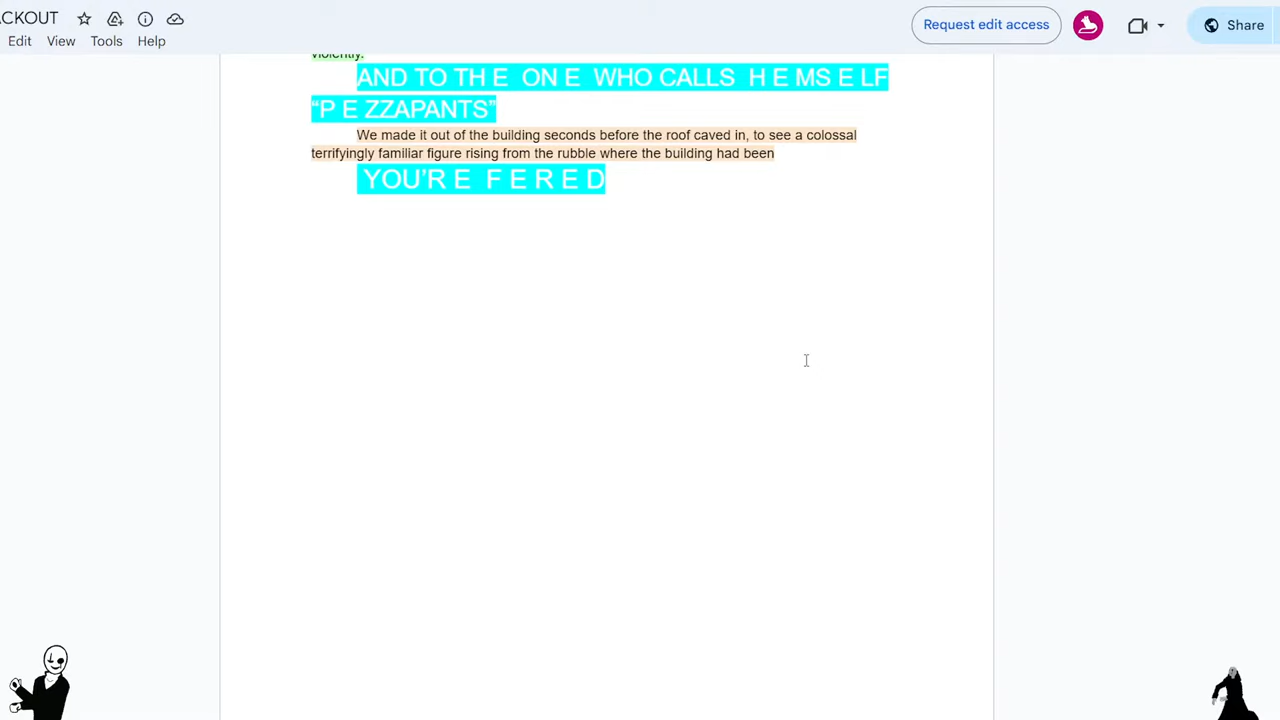 CKOUT
Request edit access
Share
Edit View Tools Help
violently.
AND TO TH E  ON E  WHO CALLS  H E MS E LF
“P E ZZAPANTS”
We made it out of the building seconds before the roof caved in, to see a colossal
terrifyingly familiar figure rising from the rubble where the building had been
YOU’R E  F E R E D